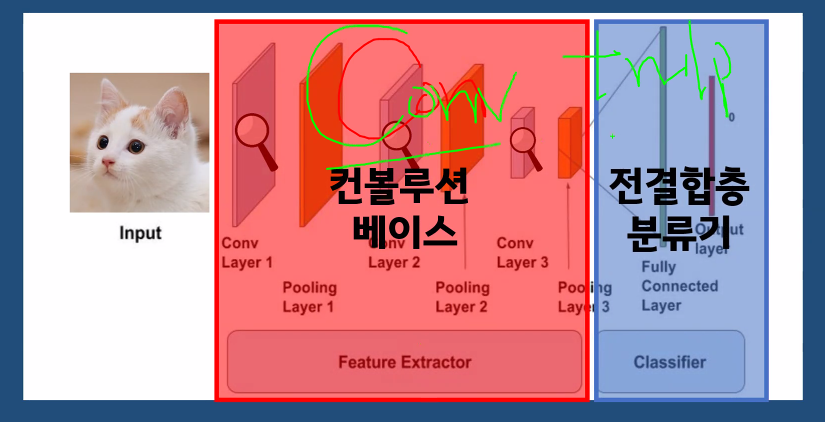 Conv → mlp
컨볼루션
베이스
전결합층
분류기
Input
Conv
Layer 1
Pooling
Layer 1
Conv
Layer 2
Pooling
Layer 2
Conv
Layer 3
Pooling
Layer 3
Fully
Connected
Layer
Output
layer
0
Feature Extractor
Classifier